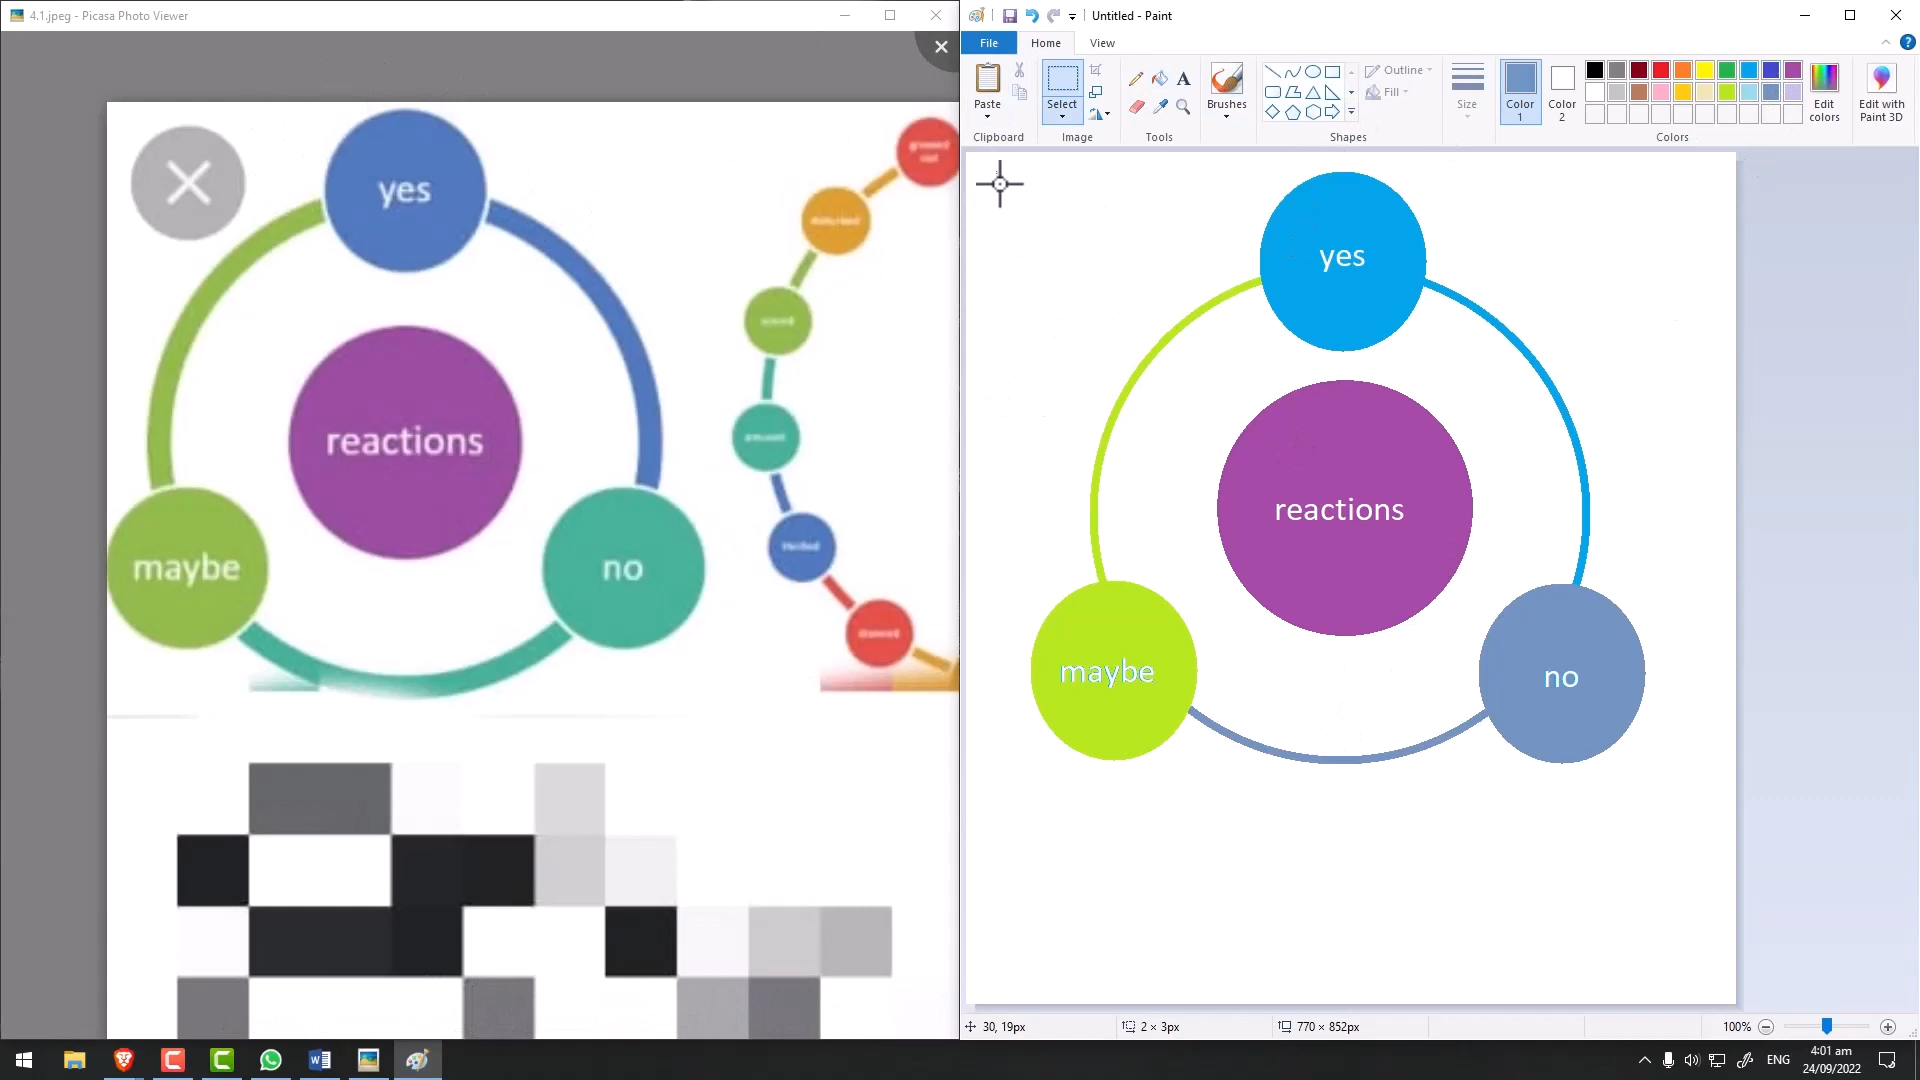 4.1.jpeg - Picasa Photo Viewer
yes
reactions
maybe
no
Untitled - Paint
File
Home
View
Paste
Select
Brushes
Outline
Fill
Size
Color
1
Color
2
Edit
colors
Edit with
Paint 3D
Clipboard
Image
Tools
Shapes
Colors
yes
reactions
maybe
no
30, 19px
2 × 3px
770 × 852px
100%
ENG
4:01 am
24/09/2022